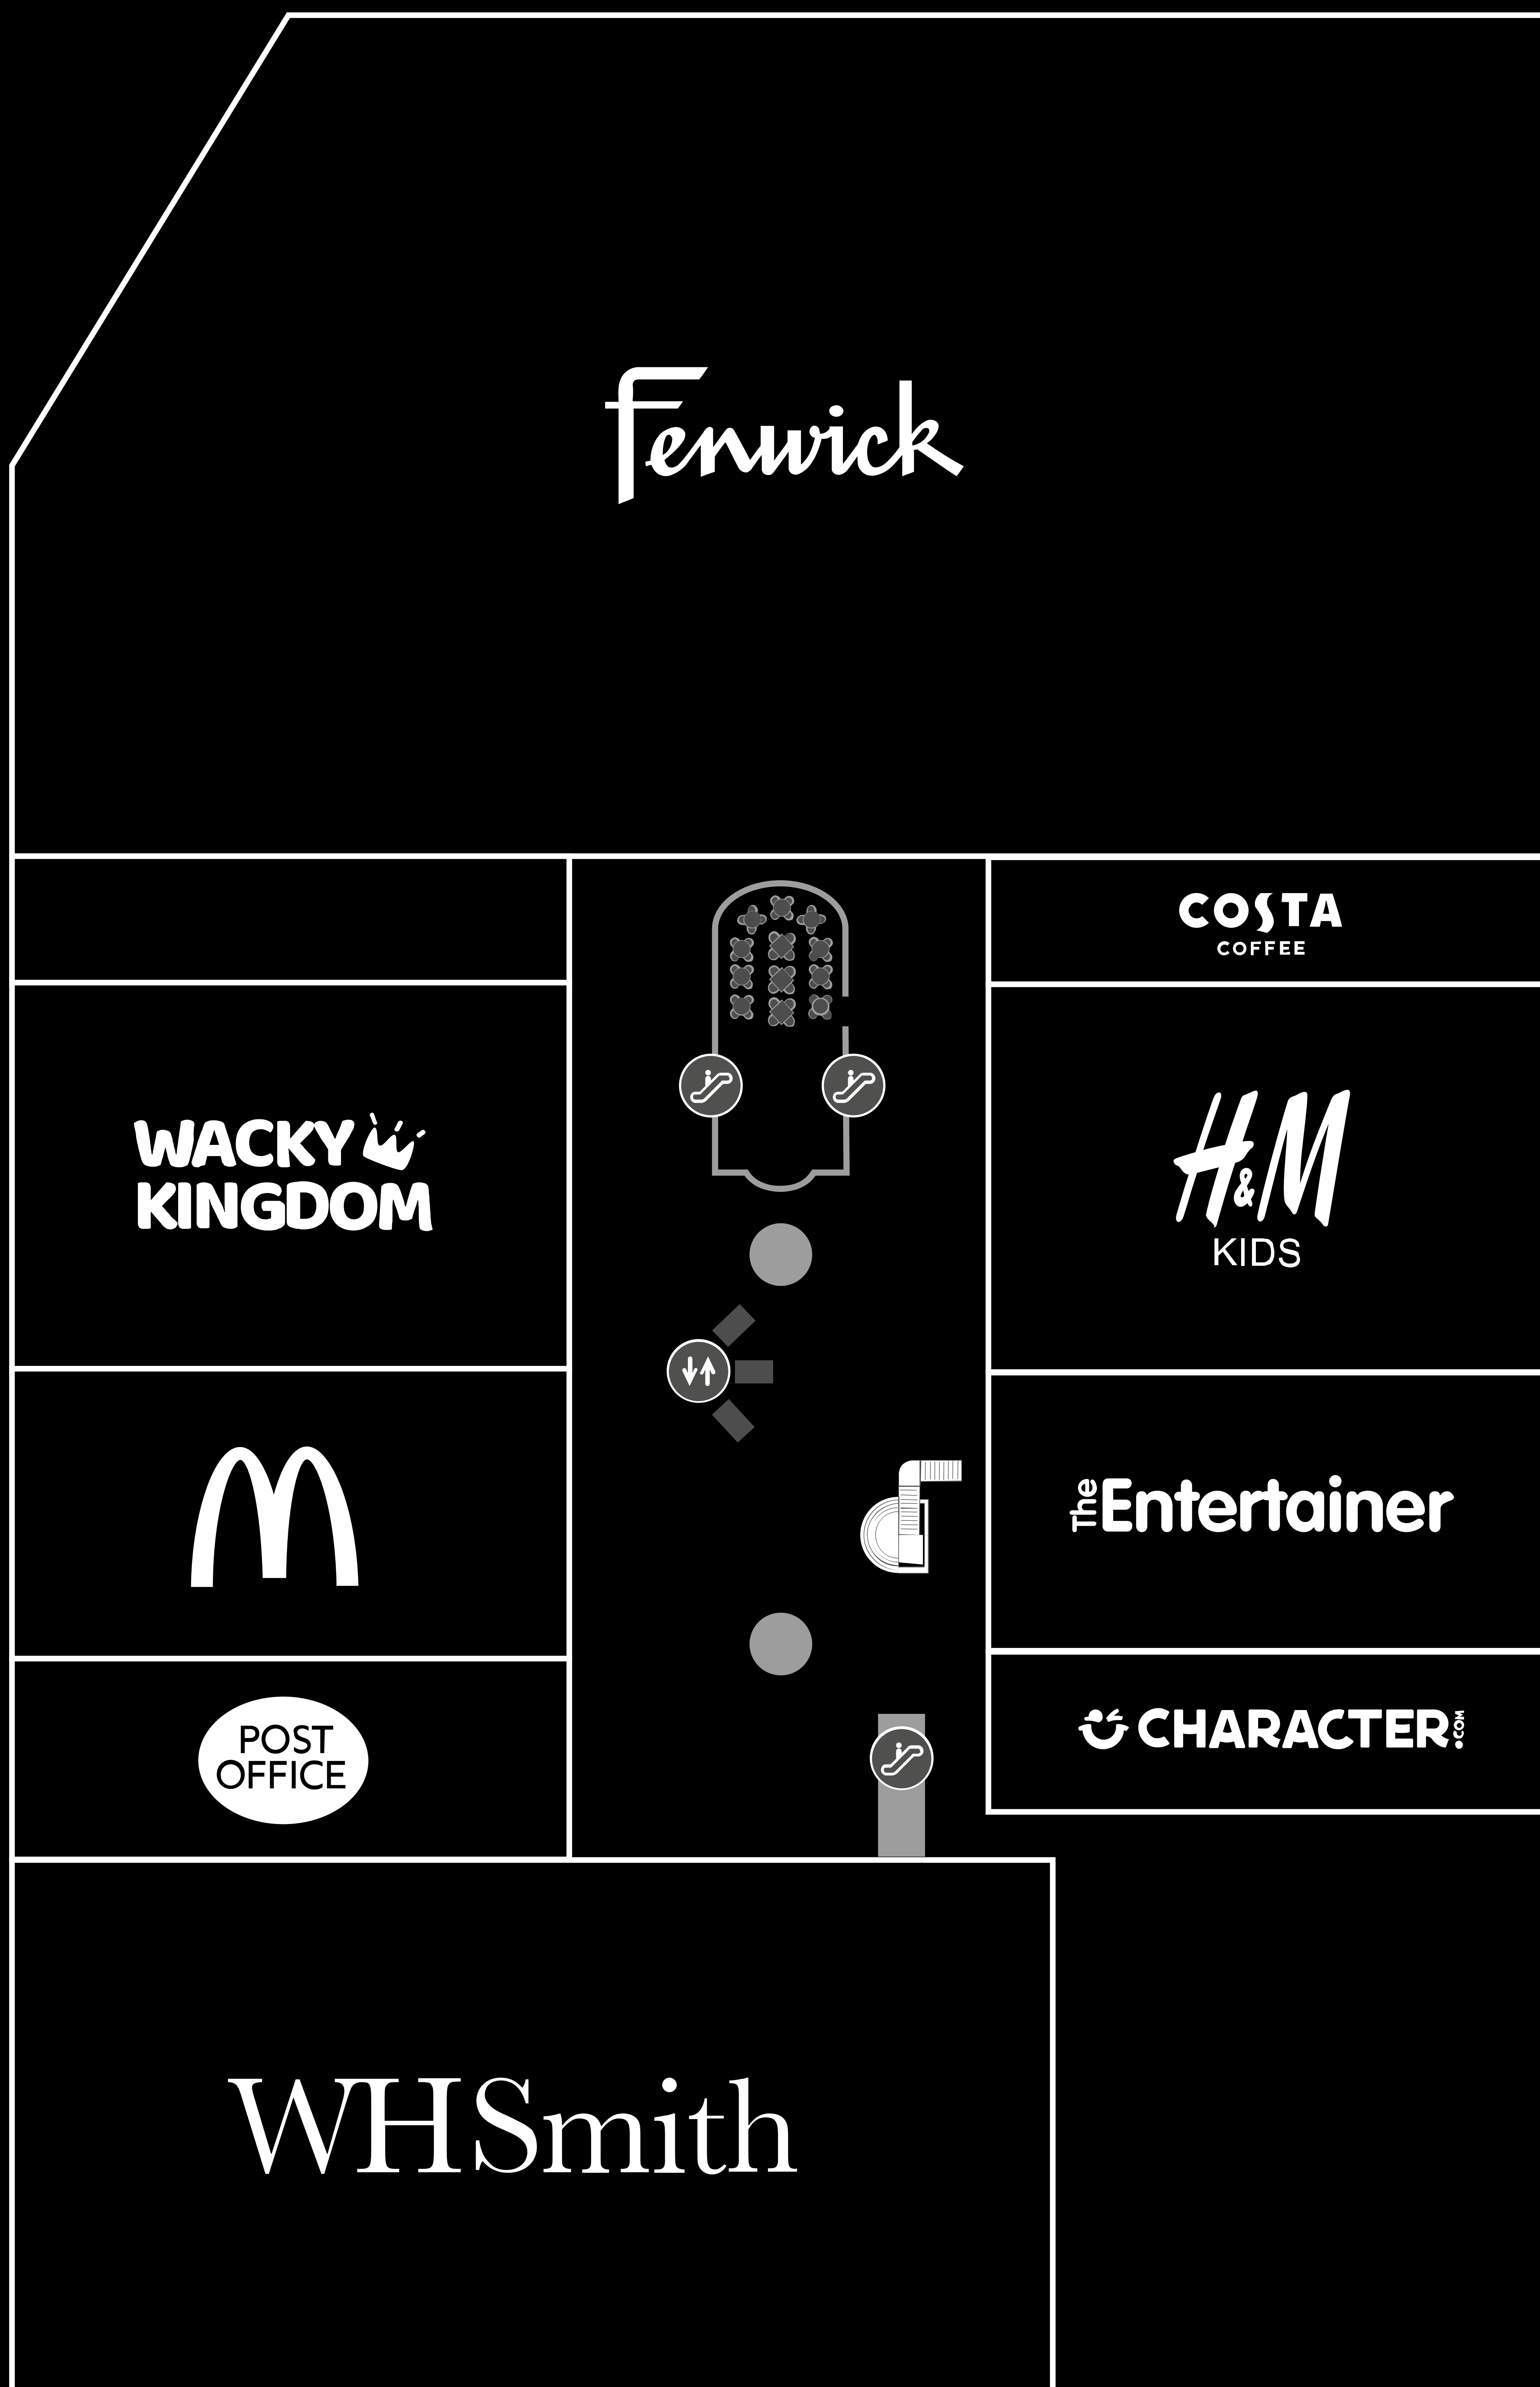 Fenwick
COSTA
COFFEE
WACKY
KINGDOM
H&M
KIDS
M
The Entertainer
POST
OFFICE
CHARACTER.COM
WHSmith